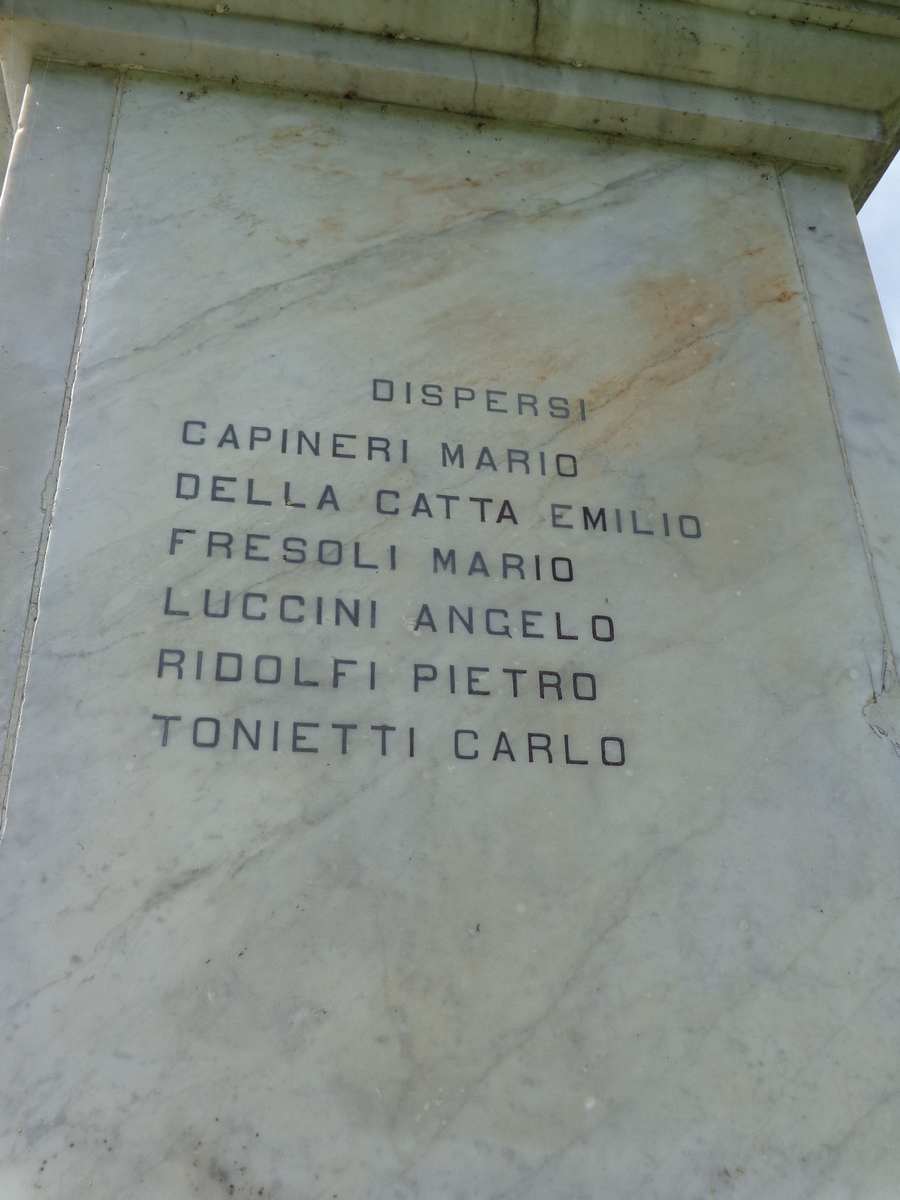 DISPERSI
CAPINERI MARIO
DELLA CATTA EMILIO
FRESOLI MARIO
LUCCINI ANGELO
RIDOLFI PIETRO
TONIETTI CARLO